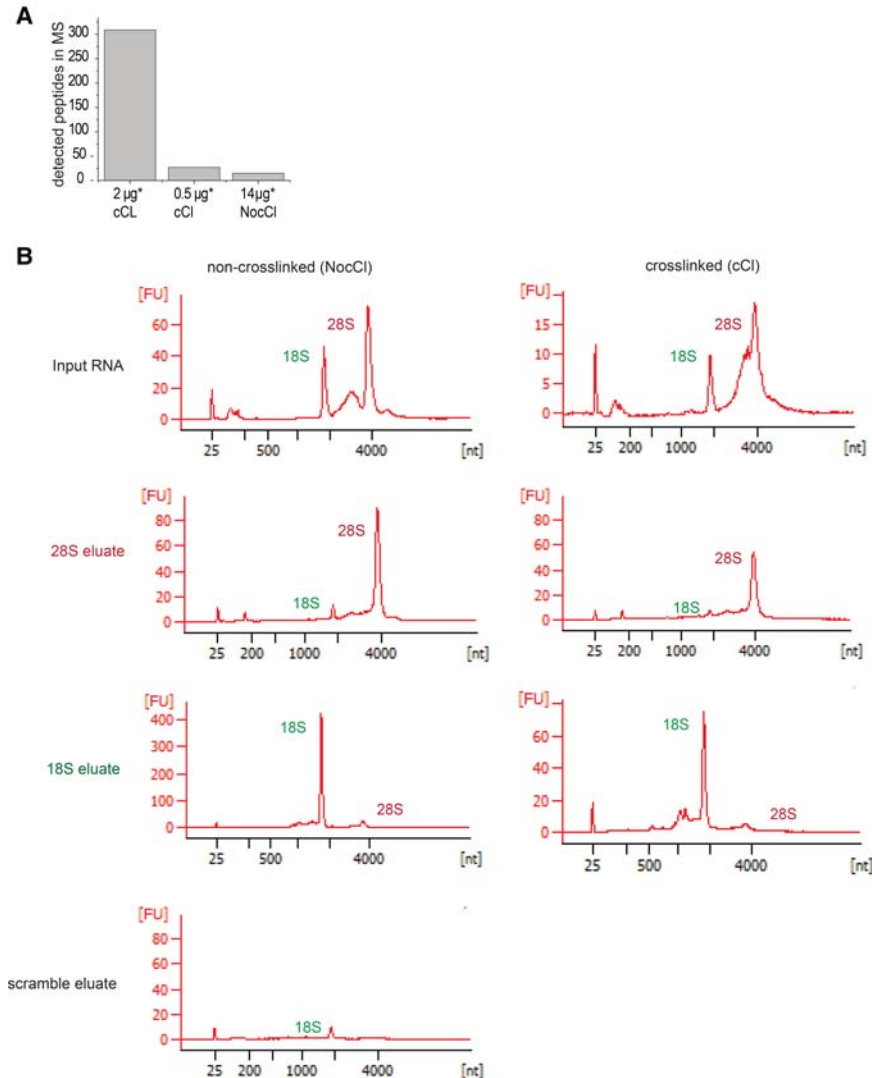 A
detected peptides in MS
300
250
200
150
100
50
0
2 µg* 0.5 µg* 14µg*
cCL cCl NocCl
B
non-crosslinked (NocCl) crosslinked (cCl)
Input RNA
[FU]
60
40
20
0
18S
28S
25 500 4000 [nt]
[FU]
15
10
5
0
18S
28S
25 200 1000 4000 [nt]
28S eluate
[FU]
80
60
40
20
0
18S
28S
25 200 1000 4000 [nt]
[FU]
80
60
40
20
0
18S
28S
25 200 1000 4000 [nt]
18S eluate
[FU]
400
300
200
100
0
18S
28S
25 500 4000 [nt]
[FU]
60
40
20
0
18S
28S
25 500 4000 [nt]
scramble eluate
[FU]
80
60
40
20
0
18S
25 200 1000 4000 [nt]